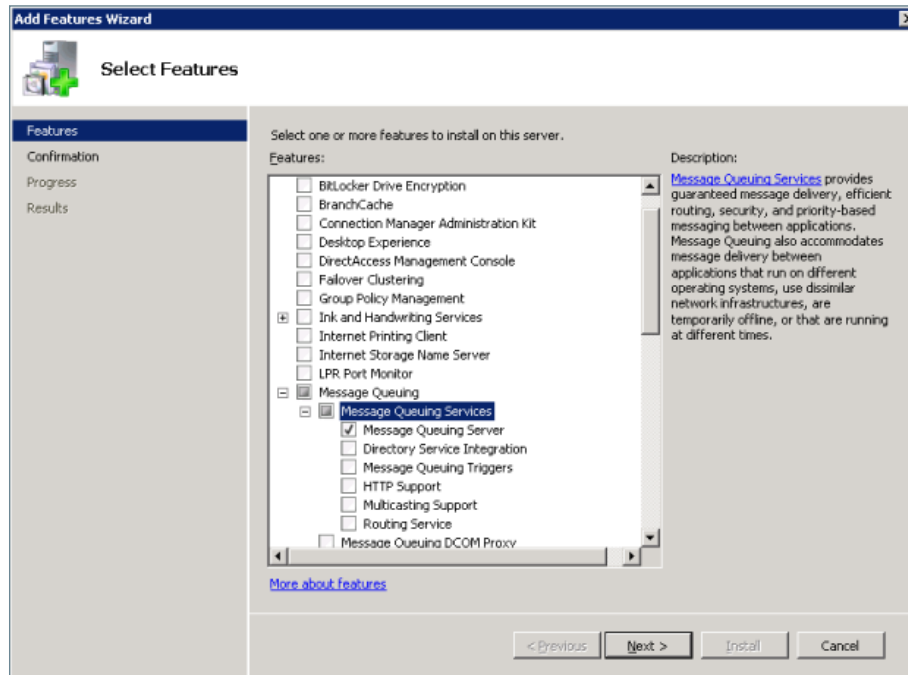 Add Features Wizard
Select Features
Features
Confirmation
Progress
Results
Select one or more features to install on this server.
Features:
BitLocker Drive Encryption
BranchCache
Connection Manager Administration Kit
Desktop Experience
DirectAccess Management Console
Failover Clustering
Group Policy Management
Ink and Handwriting Services
Internet Printing Client
Internet Storage Name Server
LPR Port Monitor
Message Queuing
Message Queuing Services
Message Queuing Server
Directory Service Integration
Message Queuing Triggers
HTTP Support
Multicasting Support
Routing Service
Message Queuing DCOM Proxy
More about features
Description:
Message Queuing Services provides
guaranteed message delivery, efficient
routing, security, and priority-based
messaging between applications.
Message Queuing also accommodates
message delivery between
applications that run on different
operating systems, use dissimilar
network infrastructures, are
temporarily offline, or that are running
at different times.
< Previous
Next >
Install
Cancel